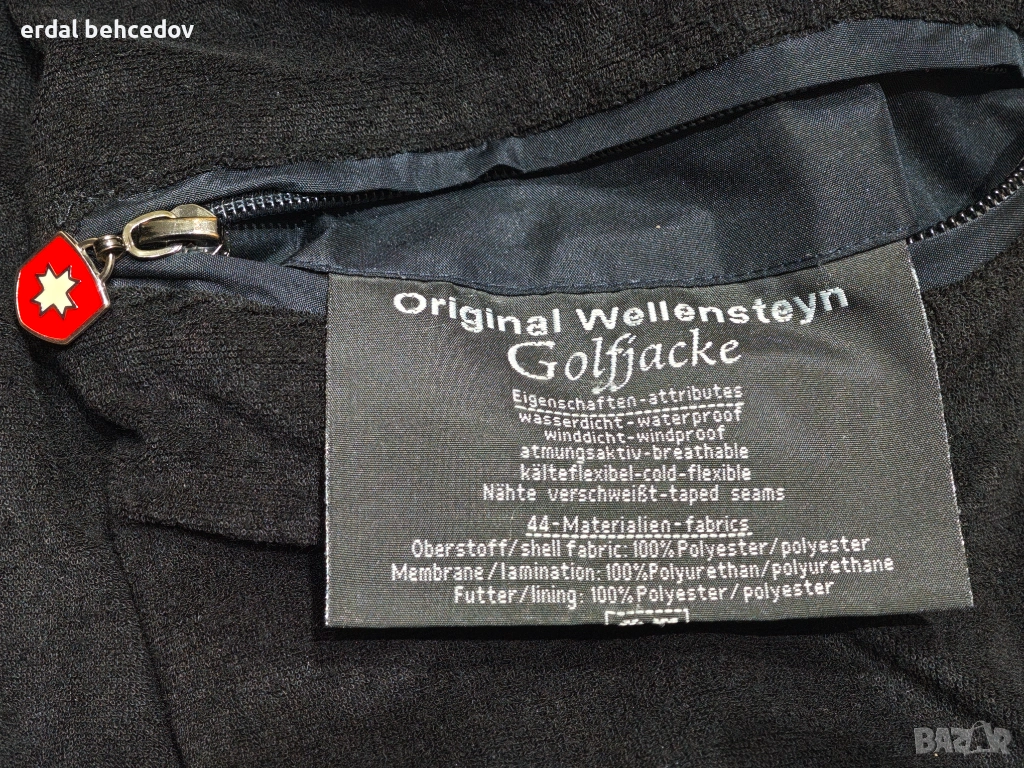 erdal behcedov
Original Wellensteyn
Golfjacke
Eigenschaften-attributes
wasserdicht-waterproof
winddicht-windproof
atmungsaktiv-breathable
kälteflexibel-cold-flexible
Nähte verschweißt-taped seams
44-Materialien-fabrics
Oberstoff/shell fabric: 100% Polyester/polyester
Membrane/lamination: 100% Polyurethan/polyurethane
Futter/lining: 100% Polyester/polyester
BAZAR